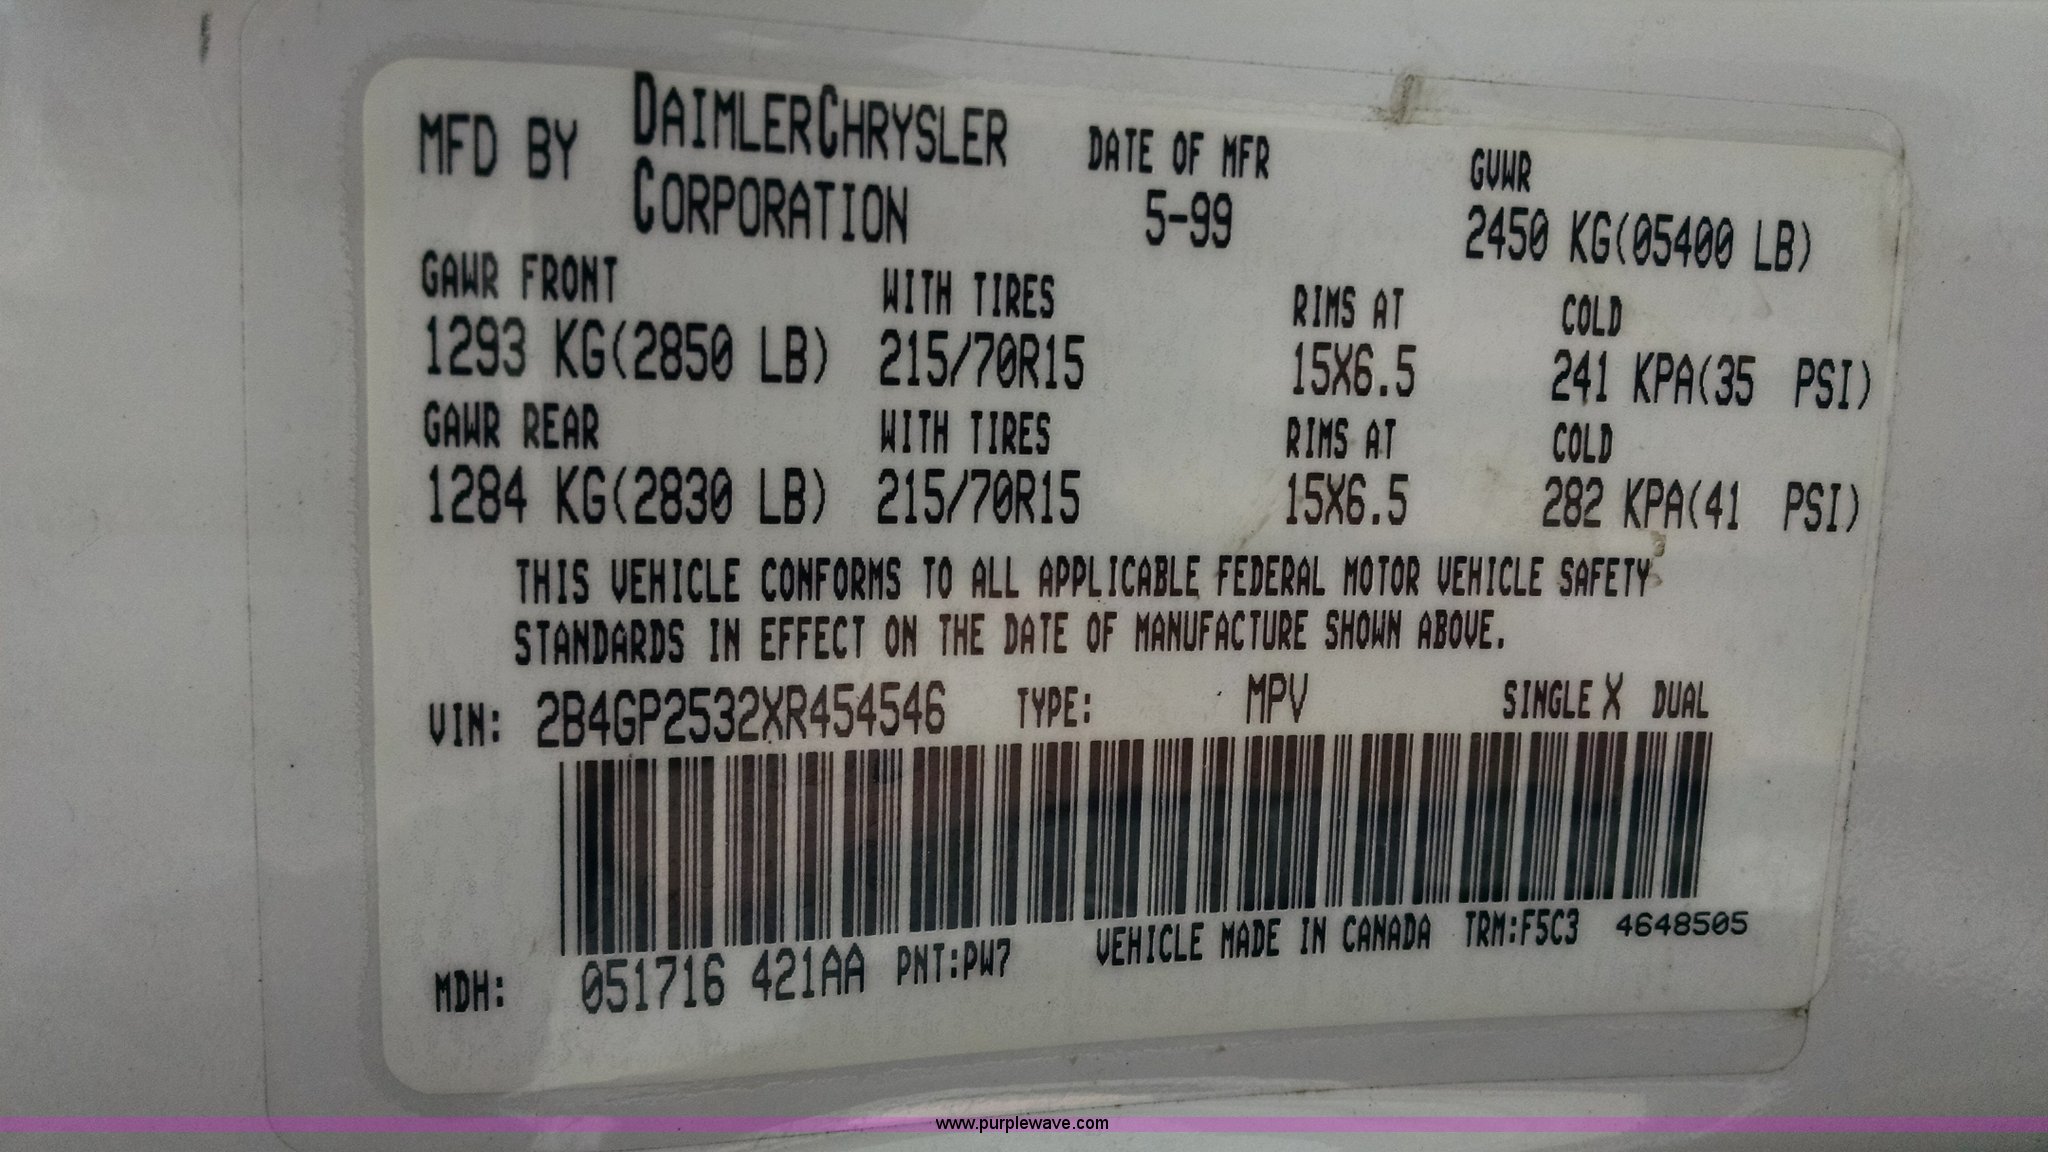 MFD BY DAIMLERCHRYSLER CORPORATION
DATE OF MFR 5-99
GVWR 2450 KG(05400 LB)
GAWR FRONT WITH TIRES RIMS AT COLD
1293 KG(2850 LB) 215/70R15 15X6.5 241 KPA(35 PSI)
GAWR REAR WITH TIRES RIMS AT COLD
1284 KG(2830 LB) 215/70R15 15X6.5 282 KPA(41 PSI)
THIS VEHICLE CONFORMS TO ALL APPLICABLE FEDERAL MOTOR VEHICLE SAFETY
STANDARDS IN EFFECT ON THE DATE OF MANUFACTURE SHOWN ABOVE.
VIN: 2B4GP2532XR454546 TYPE: MPV SINGLE X DUAL
MDH: 051716 421AA PNT:PW7 VEHICLE MADE IN CANADA TRM:F5C3 4648505
www.purplewave.com